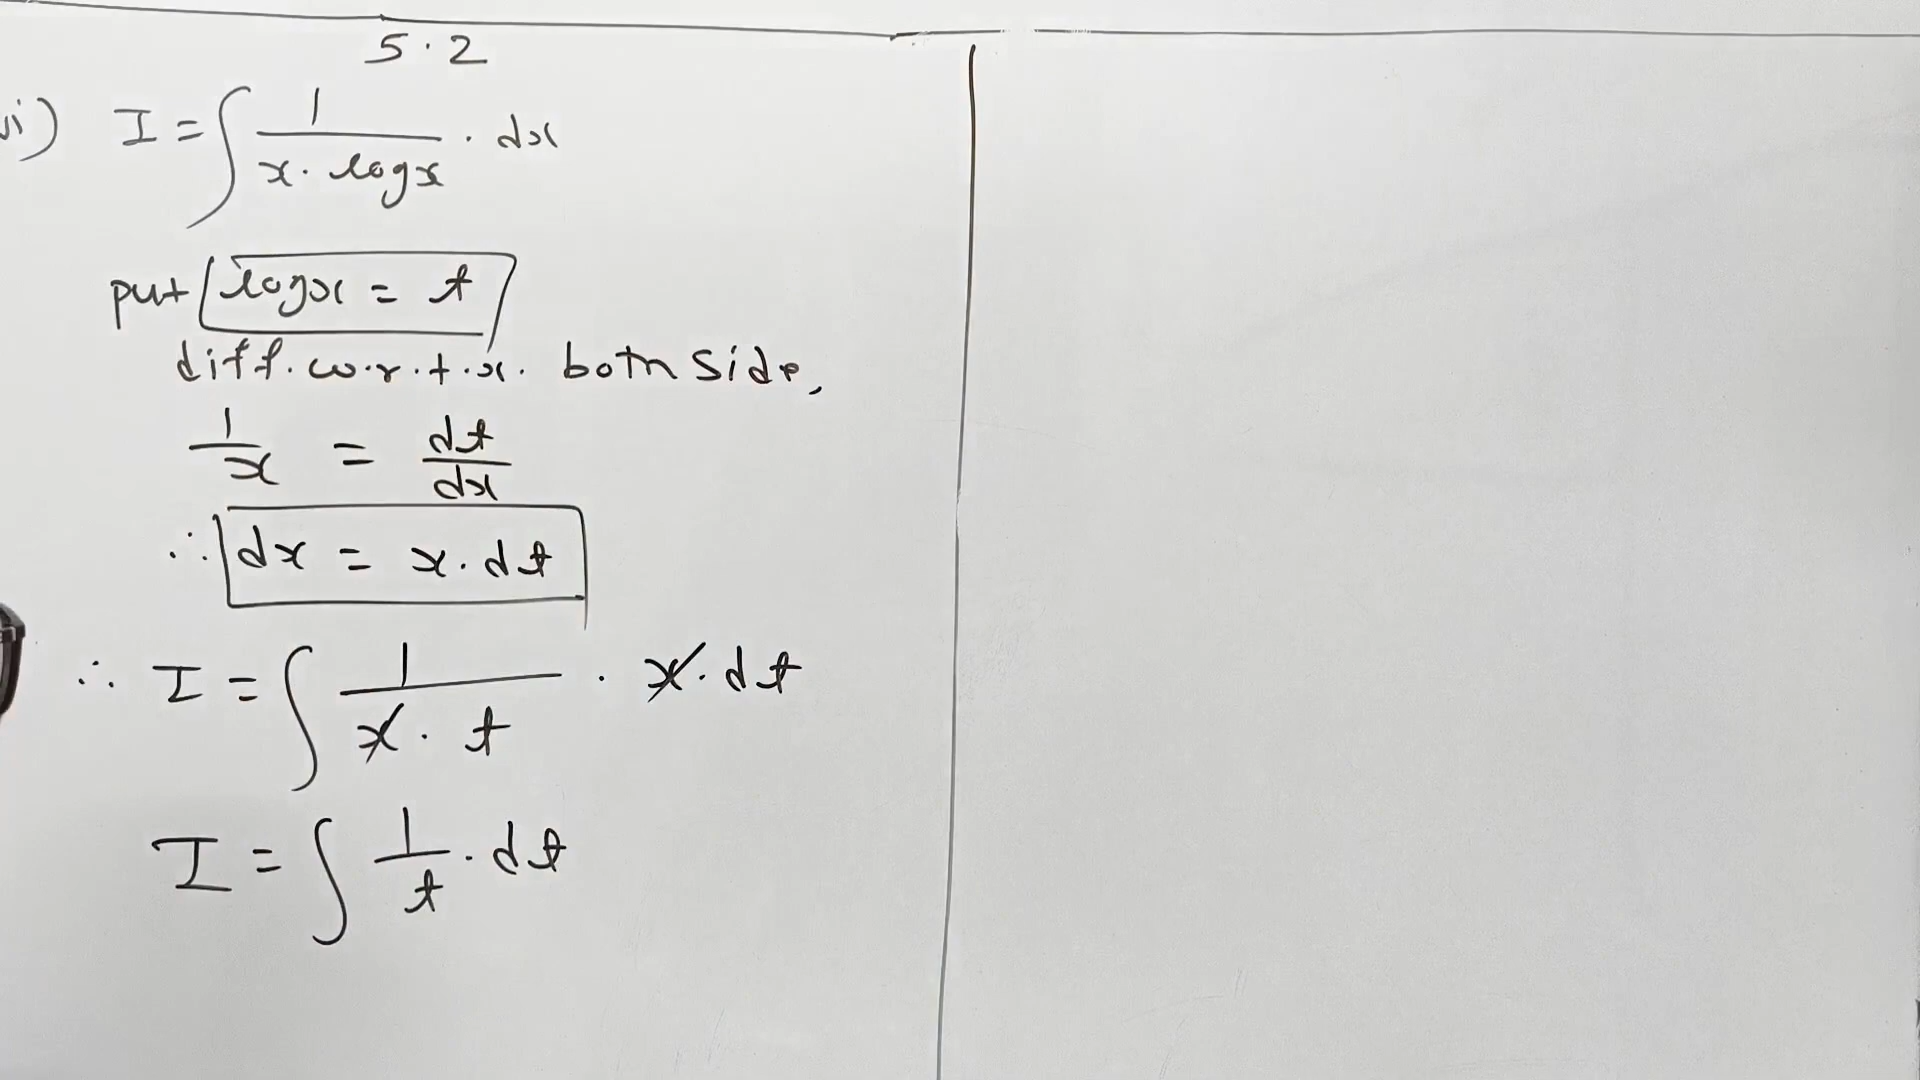 5.2
vi) I = ∫ 1/(x · logx) · dx
put logx = t
diff. w.r.t.x. both side,
1/x = dt/dx
∴ dx = x · dt
∴ I = ∫ 1/(x · t) · x · dt
I = ∫ 1/t · dt